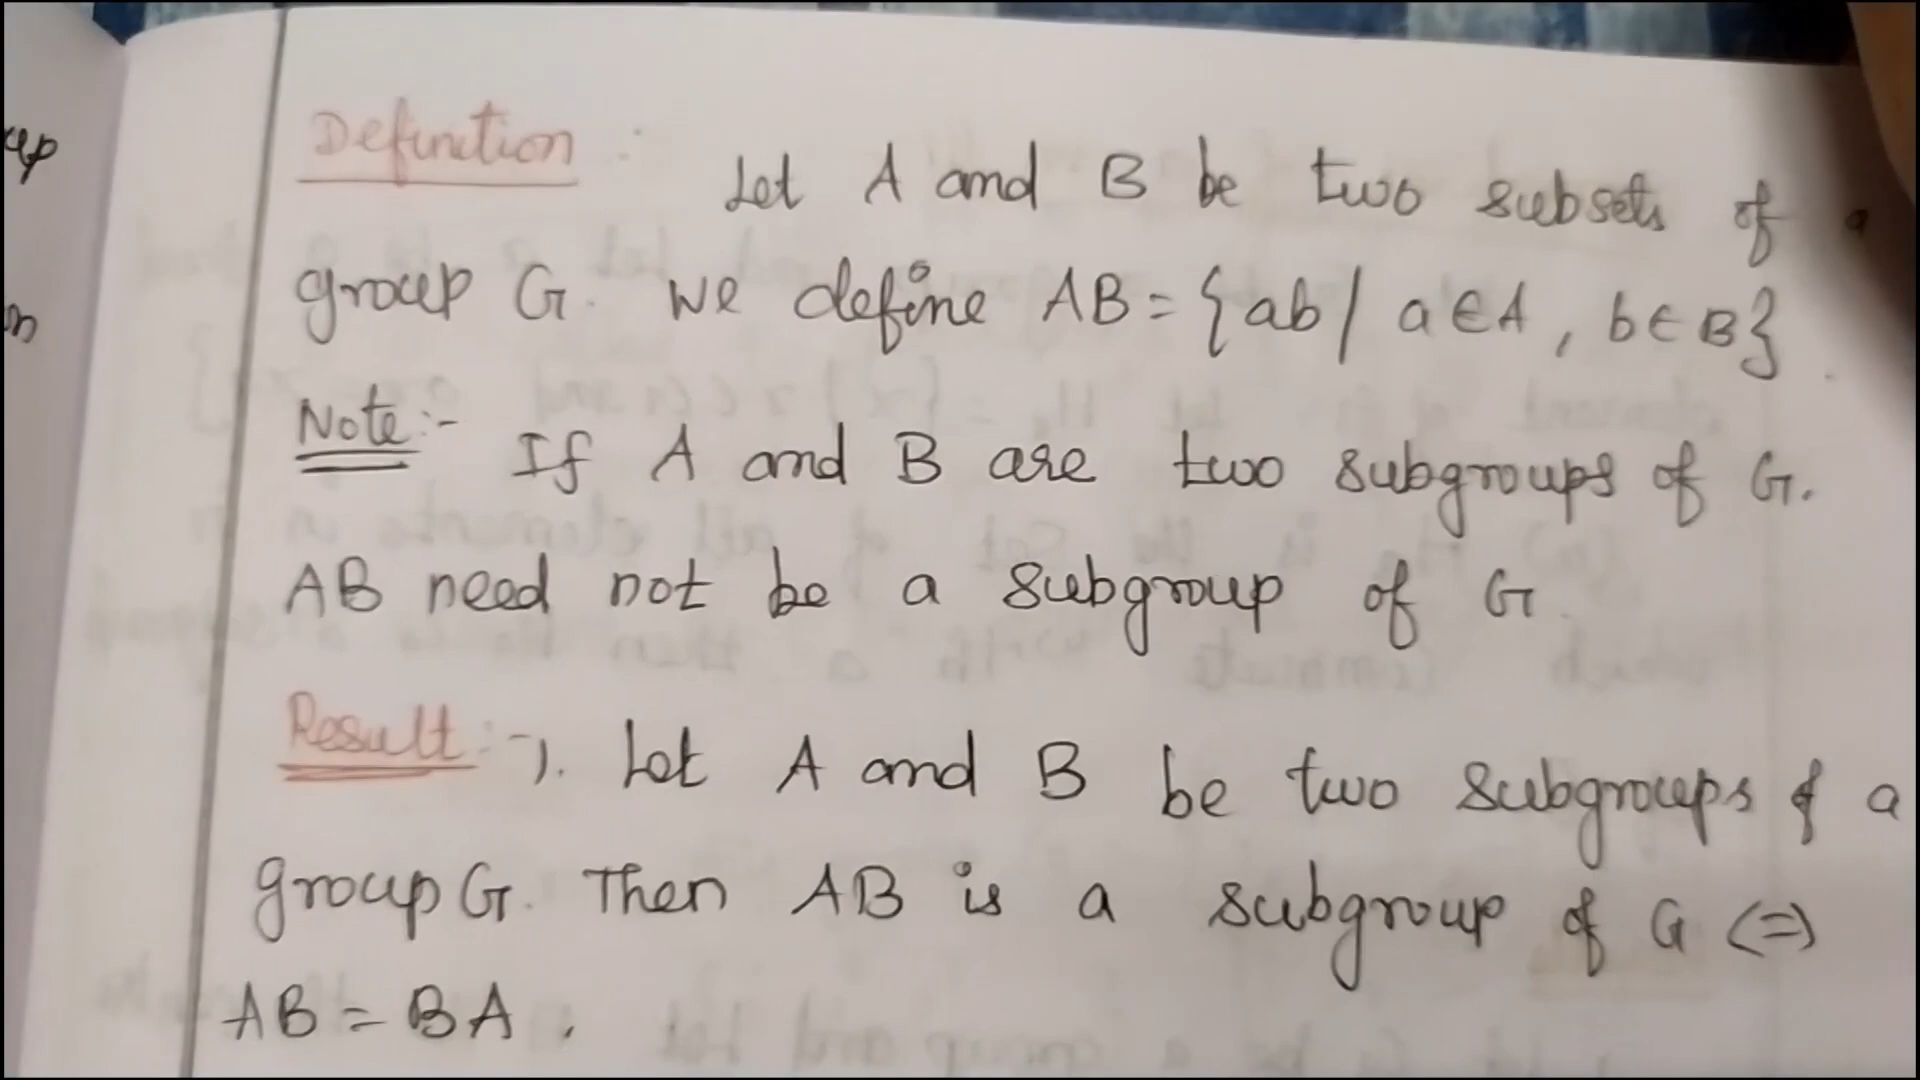 Definition : Let A and B be two subsets of a
group G. We define AB = {ab / a ∈ A, b ∈ B}.
Note :- If A and B are two subgroups of G.
AB need not be a subgroup of G.
Result :- 1. Let A and B be two subgroups of a
group G. Then AB is a subgroup of G <=>
AB = BA.